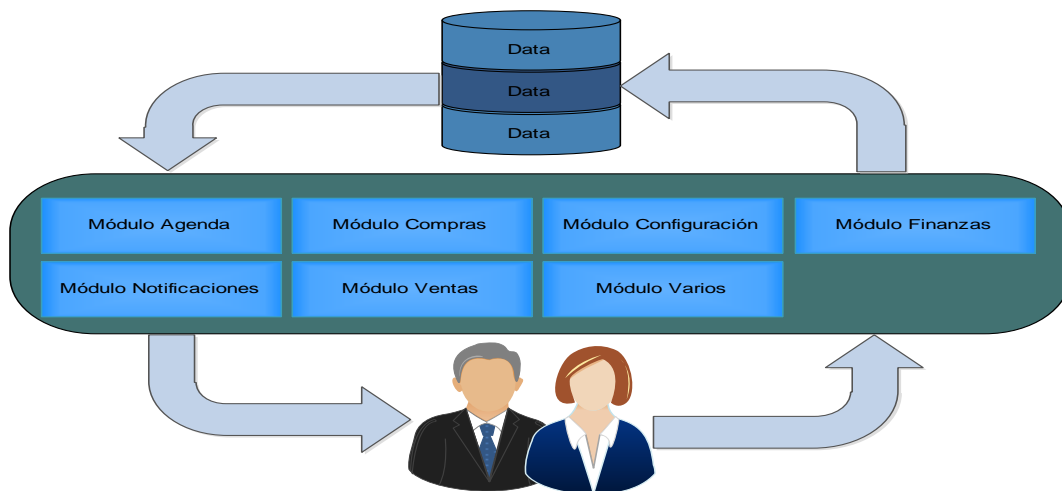 Data
Data
Data
Módulo Agenda
Módulo Compras
Módulo Configuración
Módulo Finanzas
Módulo Notificaciones
Módulo Ventas
Módulo Varios